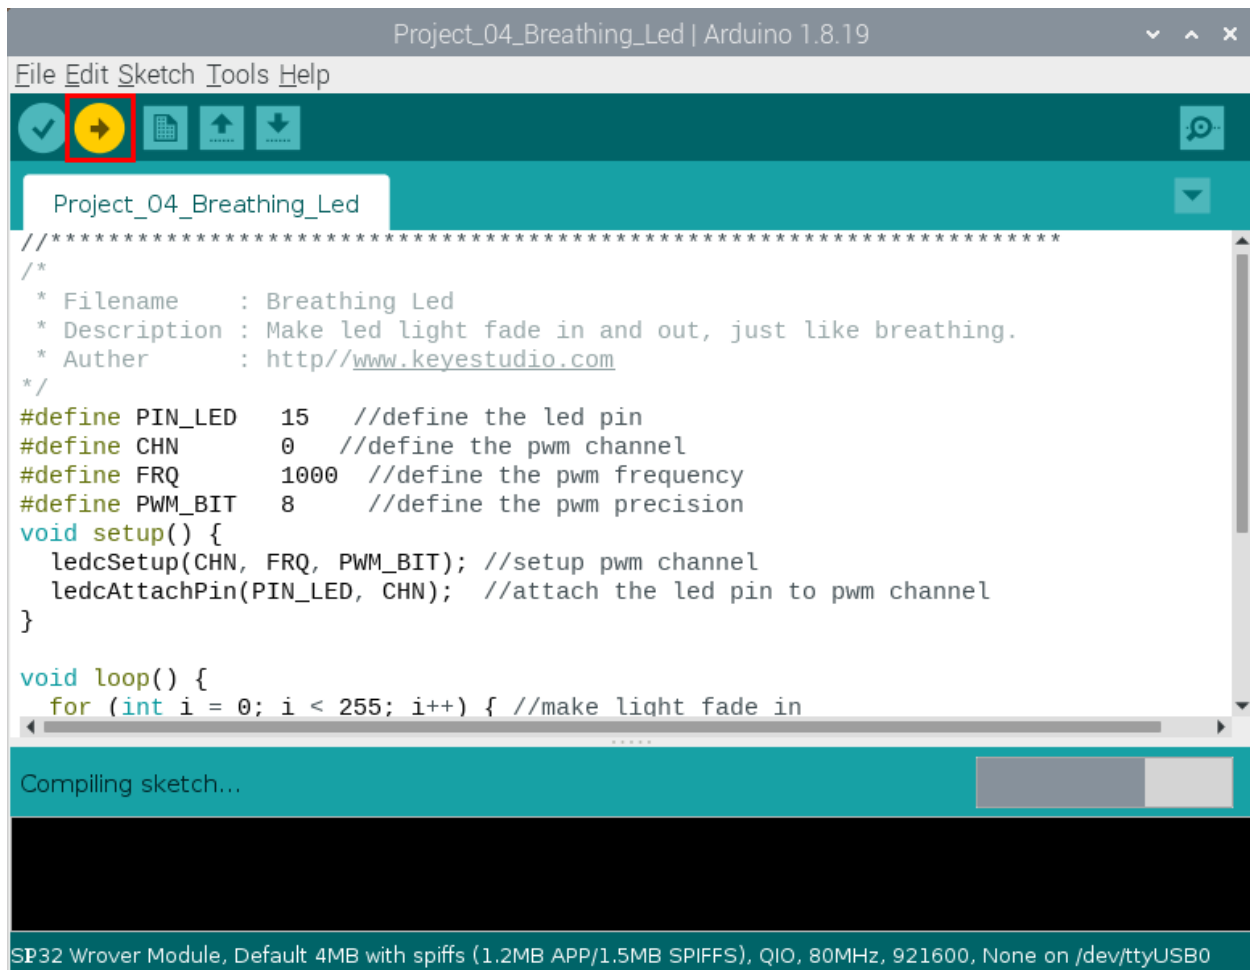 Project_04_Breathing_Led | Arduino 1.8.19
File Edit Sketch Tools Help
Project_04_Breathing_Led
//**********************************************************************
/*
 * Filename    : Breathing Led
 * Description : Make led light fade in and out, just like breathing.
 * Auther      : http//www.keyestudio.com
*/
#define PIN_LED   15   //define the led pin
#define CHN       0   //define the pwm channel
#define FRQ       1000  //define the pwm frequency
#define PWM_BIT   8     //define the pwm precision
void setup() {
  ledcSetup(CHN, FRQ, PWM_BIT); //setup pwm channel
  ledcAttachPin(PIN_LED, CHN);  //attach the led pin to pwm channel
}
void loop() {
  for (int i = 0; i < 255; i++) { //make light fade in
Compiling sketch...
SP32 Wrover Module, Default 4MB with spiffs (1.2MB APP/1.5MB SPIFFS), QIO, 80MHz, 921600, None on /dev/ttyUSB0